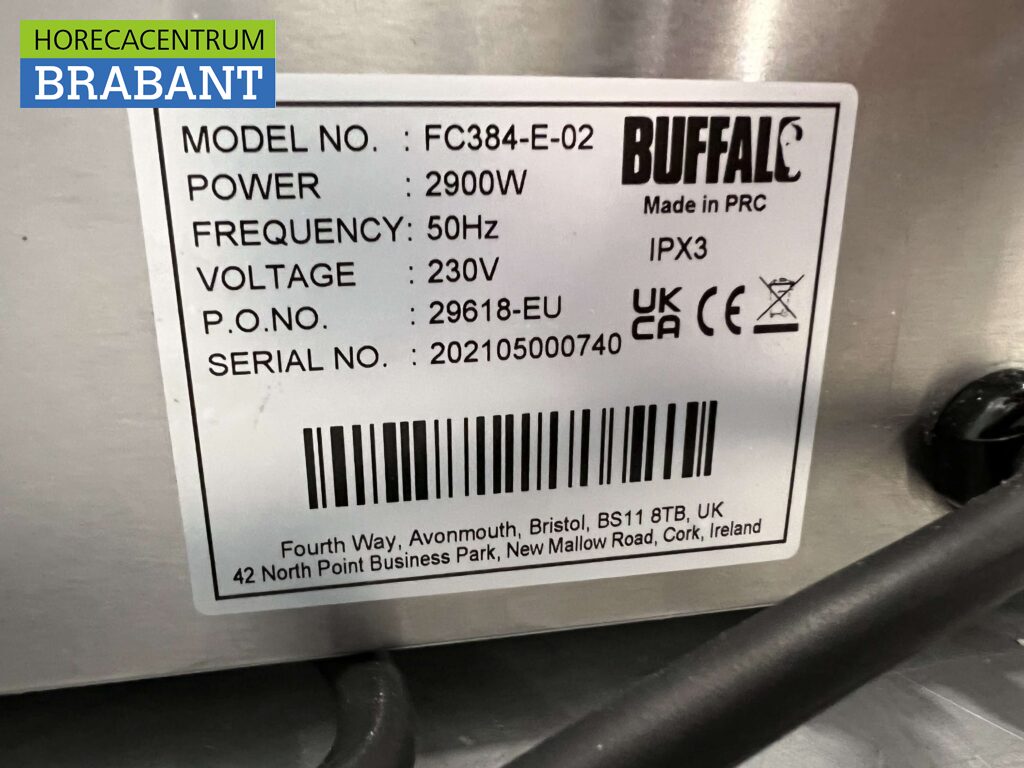 HORECACENTRUM
BRABANT
MODEL NO. : FC384-E-02
POWER : 2900W
FREQUENCY: 50Hz
VOLTAGE : 230V
P.O.NO. : 29618-EU
SERIAL NO. : 202105000740
BUFFALO
Made in PRC
IPX3
UK
CA CE
Fourth Way, Avonmouth, Bristol, BS11 8TB, UK
42 North Point Business Park, New Mallow Road, Cork, Ireland